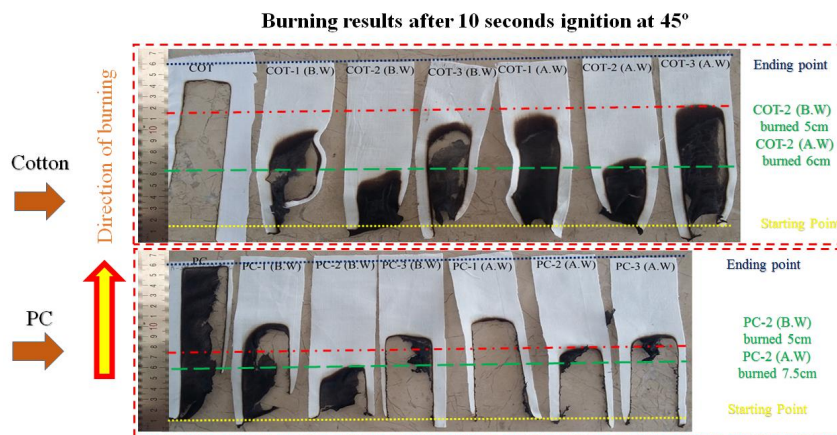 Burning results after 10 seconds ignition at 45º
COT
COT-1 (B.W)
COT-2 (B.W)
COT-3 (B.W)
COT-1 (A.W)
COT-2 (A.W)
COT-3 (A.W)
Ending point
COT-2 (B.W)
burned 5cm
COT-2 (A.W)
burned 6cm
Starting Point
Cotton
Direction of burning
PC
PC
PC-1 (B.W)
PC-2 (B.W)
PC-3 (B.W)
PC-1 (A.W)
PC-2 (A.W)
PC-3 (A.W)
Ending point
PC-2 (B.W)
burned 5cm
PC-2 (A.W)
burned 7.5cm
Starting Point